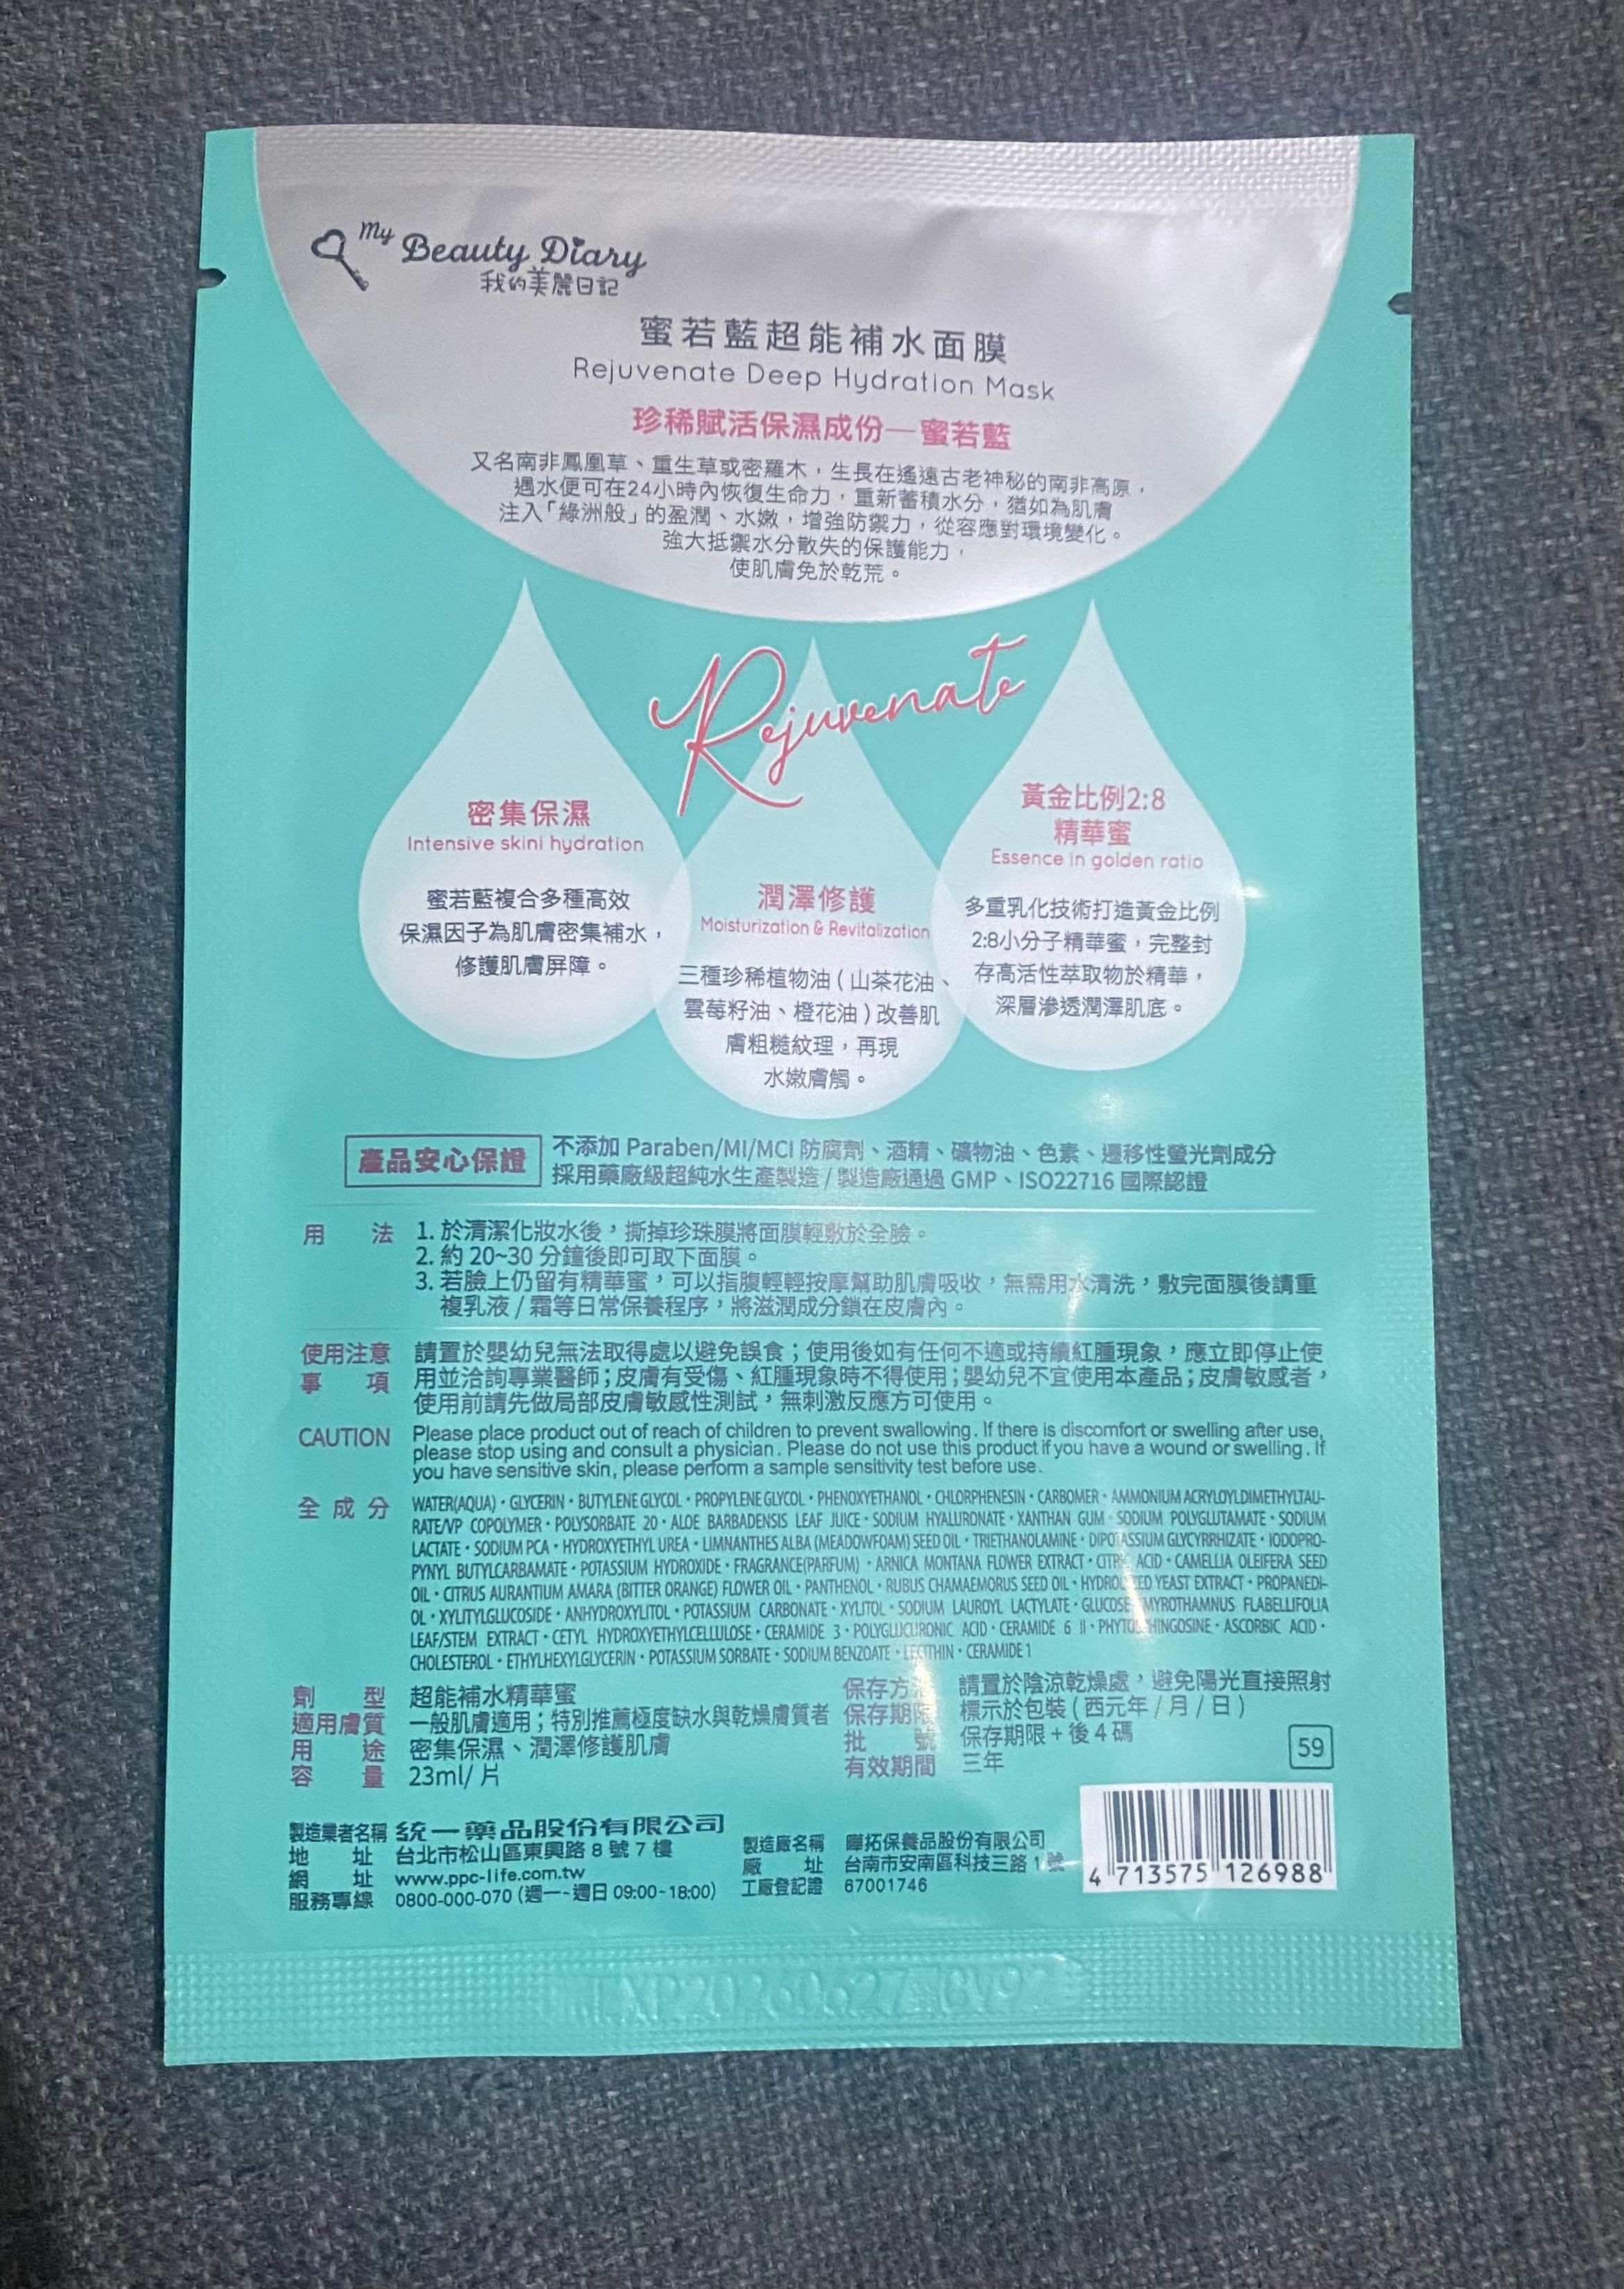 my Beauty Diary
我的美麗日記
蜜若藍超能補水面膜
Rejuvenate Deep Hydration Mask
珍稀賦活保濕成份—蜜若藍
又名南非鳳凰草、重生草或密羅木，生長在遙遠古老神秘的南非高原，
遇水便可在24小時內恢復生命力，重新蓄積水分，猶如為肌膚
注入「綠洲般」的盈潤、水嫩，增強防禦力，從容應對環境變化。
強大抵禦水分散失的保護能力，
使肌膚免於乾荒。
Rejuvenate
密集保濕
Intensive skini hydration
蜜若藍複合多種高效
保濕因子為肌膚密集補水，
修護肌膚屏障。
潤澤修護
Moisturization & Revitalization
三種珍稀植物油(山茶花油、
雲莓籽油、橙花油)改善肌
膚粗糙紋理，再現
水嫩膚觸。
黃金比例2:8
精華蜜
Essence in golden ratio
多重乳化技術打造黃金比例
2:8小分子精華蜜，完整封
存高活性萃取物於精華，
深層滲透潤澤肌底。
產品安心保證
不添加 Paraben/MI/MCI 防腐劑、酒精、礦物油、色素、遷移性螢光劑成分
採用藥廠級超純水生產製造 / 製造廠通過 GMP、ISO22716 國際認證
用 法 1. 於清潔化妝水後，撕掉珍珠膜將面膜輕敷於全臉。
2. 約 20~30 分鐘後即可取下面膜。
3. 若臉上仍留有精華蜜，可以指腹輕輕按摩幫助肌膚吸收，無需用水清洗，敷完面膜後請重
複乳液 / 霜等日常保養程序，將滋潤成分鎖在皮膚內。
使用注意 請置於嬰幼兒無法取得處以避免誤食；使用後如有任何不適或持續紅腫現象，應立即停止使
事 項 用並洽詢專業醫師；皮膚有受傷、紅腫現象時不得使用；嬰幼兒不宜使用本產品；皮膚敏感者，
使用前請先做局部皮膚敏感性測試，無刺激反應方可使用。
CAUTION Please place product out of reach of children to prevent swallowing. If there is discomfort or swelling after use,
please stop using and consult a physician. Please do not use this product if you have a wound or swelling. If
you have sensitive skin, please perform a sample sensitivity test before use.
全成分 WATER(AQUA)・GLYCERIN・BUTYLENE GLYCOL・PROPYLENE GLYCOL・PHENOXYETHANOL・CHLORPHENESIN・CARBOMER・AMMONIUM ACRYLOYLDIMETHYLTAU-
RATE/VP COPOLYMER・POLYSORBATE 20・ALOE BARBADENSIS LEAF JUICE・SODIUM HYALURONATE・XANTHAN GUM・SODIUM POLYGLUTAMATE・SODIUM
LACTATE・SODIUM PCA・HYDROXYETHYL UREA・LIMNANTHES ALBA (MEADOWFOAM) SEED OIL・TRIETHANOLAMINE・DIPOTASSIUM GLYCYRRHIZATE・IODOPRO-
PYNYL BUTYLCARBAMATE・POTASSIUM HYDROXIDE・FRAGRANCE(PARFUM)・ARNICA MONTANA FLOWER EXTRACT・CITRIC ACID・CAMELLIA OLEIFERA SEED
OIL・CITRUS AURANTIUM AMARA (BITTER ORANGE) FLOWER OIL・PANTHENOL・RUBUS CHAMAEMORUS SEED OIL・HYDROLYZED YEAST EXTRACT・PROPANEDI-
OL・XYLITYLGLUCOSIDE・ANHYDROXYLITOL・POTASSIUM CARBONATE・XYLITOL・SODIUM LAUROYL LACTYLATE・GLUCOSE・MYROTHAMNUS FLABELLIFOLIA
LEAF/STEM EXTRACT・CETYL HYDROXYETHYLCELLULOSE・CERAMIDE 3・POLYGLUCURONIC ACID・CERAMIDE 6 II・PHYTOSPHINGOSINE・ASCORBIC ACID・
CHOLESTEROL・ETHYLHEXYLGLYCERIN・POTASSIUM SORBATE・SODIUM BENZOATE・LECITHIN・CERAMIDE 1
劑 型 超能補水精華蜜
適用膚質 一般肌膚適用；特別推薦極度缺水與乾燥膚質者
用 途 密集保濕、潤澤修護肌膚
容 量 23ml/ 片
保存方法 請置於陰涼乾燥處，避免陽光直接照射
保存期限 標示於包裝(西元年 / 月 / 日)
批 號 保存期限 + 後 4 碼
有效期間 三年
59
製造業者名稱 統一藥品股份有限公司
地 址 台北市松山區東興路 8 號 7 樓
網 址 www.ppc-life.com.tw
服務專線 0800-000-070 (週一~週日 09:00~18:00)
製造廠名稱 暉拓保養品股份有限公司
廠 址 台南市安南區科技三路 1 號
工廠登記證 67001746
4 713575 126988
EXP20260627